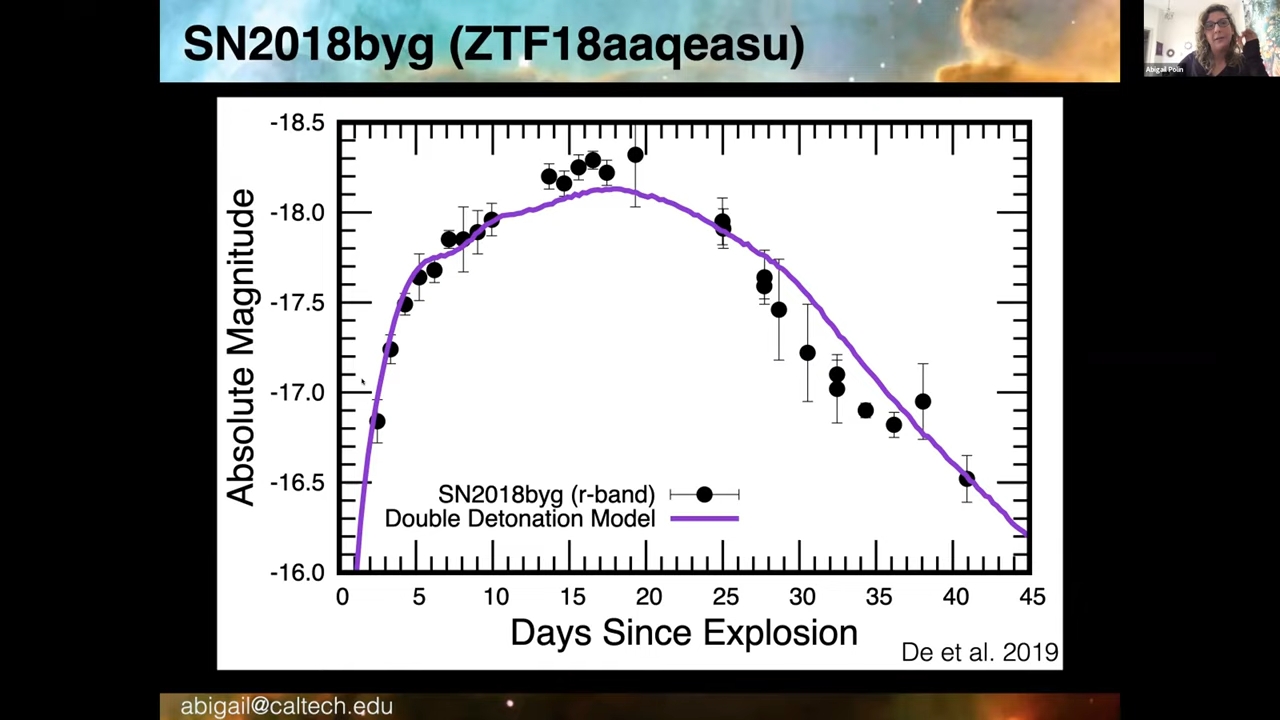 SN2018byg (ZTF18aaqeasu)
Abigail Polin
-18.5
-18.0
-17.5
-17.0
-16.5
-16.0
Absolute Magnitude
SN2018byg (r-band)
Double Detonation Model
0 5 10 15 20 25 30 35 40 45
Days Since Explosion
De et al. 2019
abigail@caltech.edu